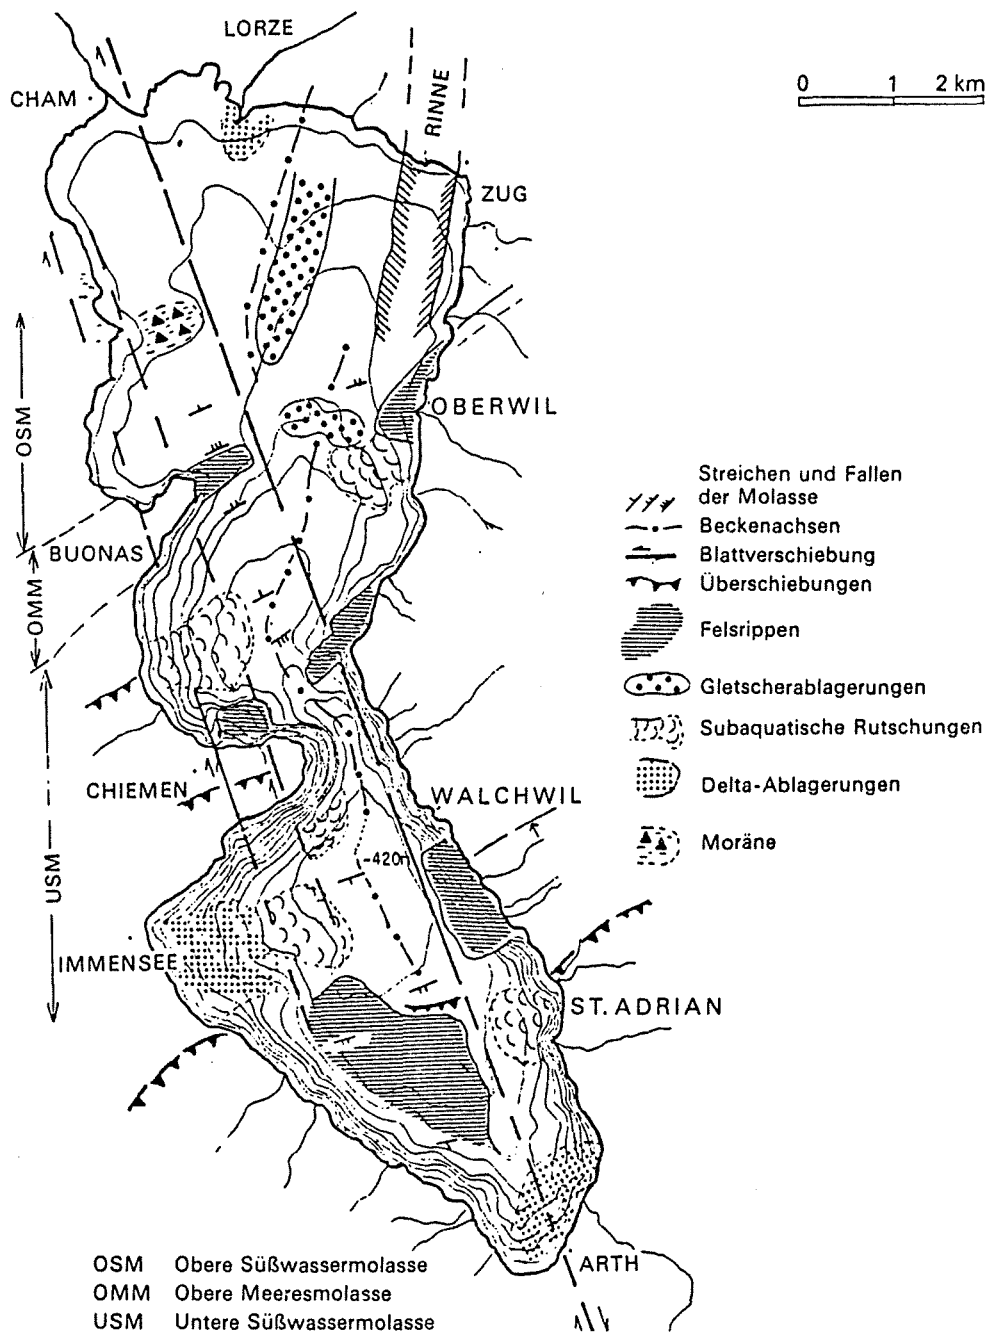 LORZE
CHAM
RINNE
0 1 2 km
ZUG
OSM
OBERWIL
BUONAS
OMM
CHIEMEN
WALCHWIL
-420m
USM
IMMENSEE
ST. ADRIAN
ARTH
Streichen und Fallen
der Molasse
Beckenachsen
Blattverschiebung
Überschiebungen
Felsrippen
Gletscherablagerungen
Subaquatische Rutschungen
Delta-Ablagerungen
Moräne
OSM Obere Süßwassermolasse
OMM Obere Meeresmolasse
USM Untere Süßwassermolasse